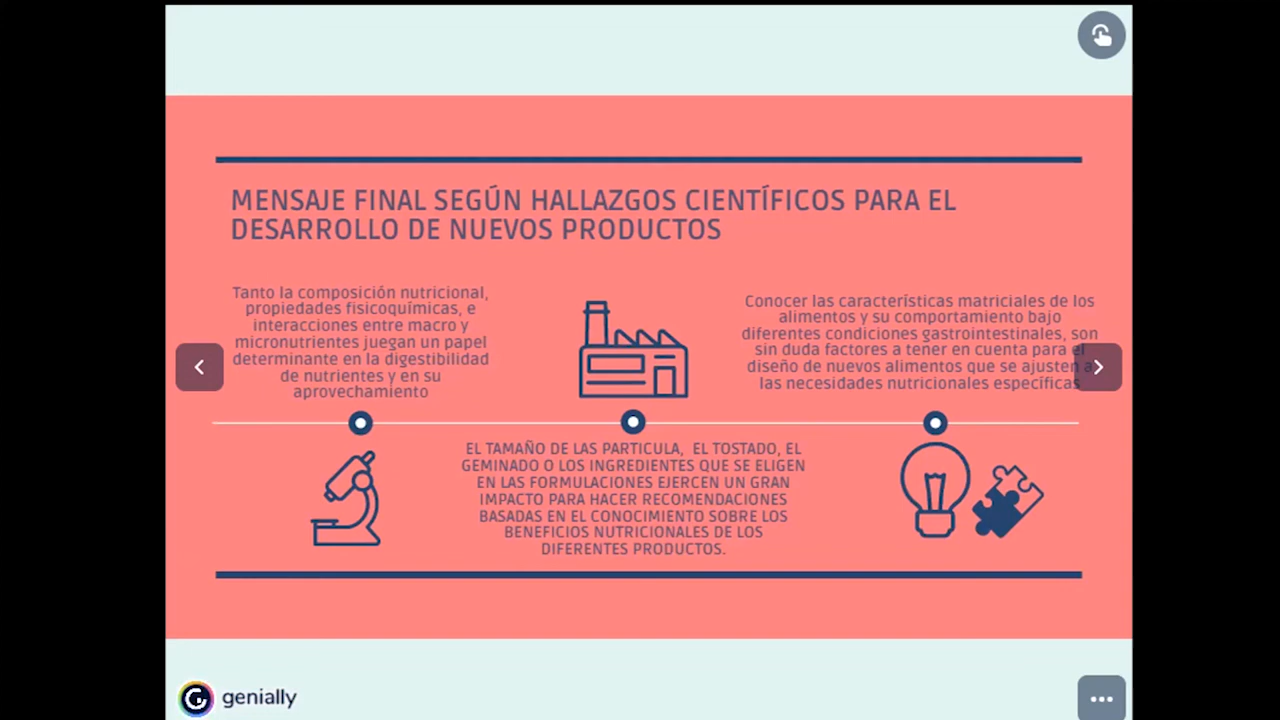 MENSAJE FINAL SEGÚN HALLAZGOS CIENTÍFICOS PARA EL
DESARROLLO DE NUEVOS PRODUCTOS
Tanto la composición nutricional,
propiedades fisicoquímicas, e
interacciones entre macro y
micronutrientes juegan un papel
determinante en la digestibilidad
de nutrientes y en su
aprovechamiento
EL TAMAÑO DE LAS PARTICULA, EL TOSTADO, EL
GEMINADO O LOS INGREDIENTES QUE SE ELIGEN
EN LAS FORMULACIONES EJERCEN UN GRAN
IMPACTO PARA HACER RECOMENDACIONES
BASADAS EN EL CONOCIMIENTO SOBRE LOS
BENEFICIOS NUTRICIONALES DE LOS
DIFERENTES PRODUCTOS.
Conocer las características matriciales de los
alimentos y su comportamiento bajo
diferentes condiciones gastrointestinales, son
sin duda factores a tener en cuenta para el
diseño de nuevos alimentos que se ajusten a
las necesidades nutricionales específicas
genially